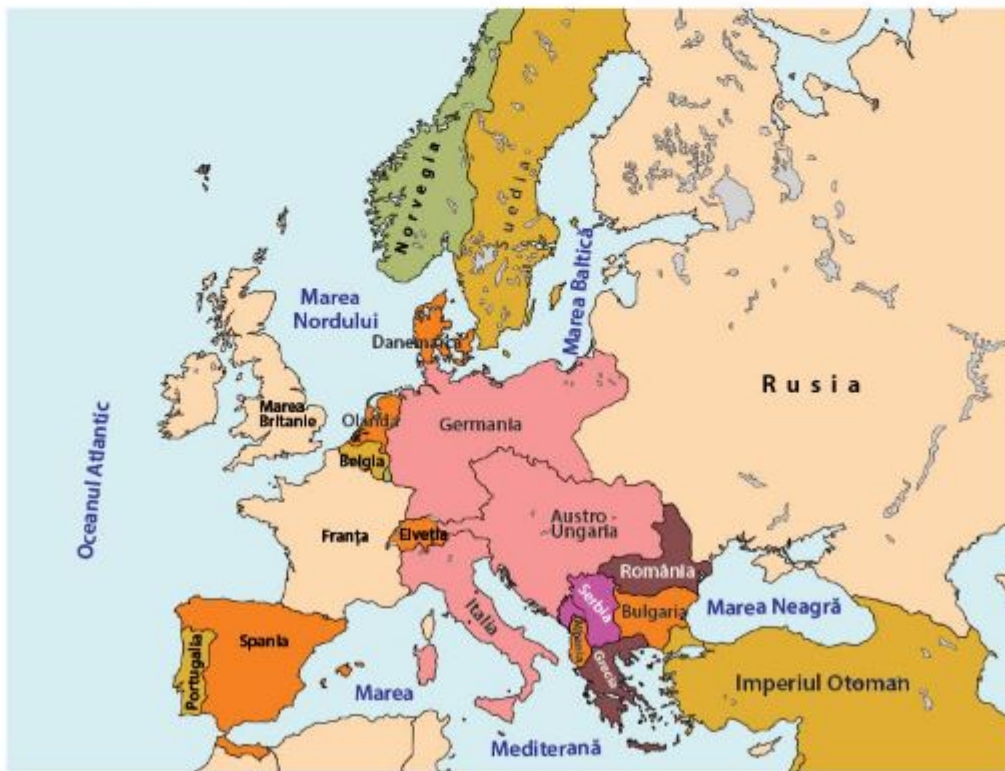 Norvegia
Suedia
Marea
Nordului
Marea Baltică
Danemarca
Rusia
Marea
Britanie
Olanda
Germania
Belgia
Oceanul Atlantic
Austro -
Ungaria
Franța
Elveția
România
Serbia
Bulgaria
Marea Neagră
Italia
Albania
Grecia
Spania
Portugalia
Imperiul Otoman
Marea
Mediterană